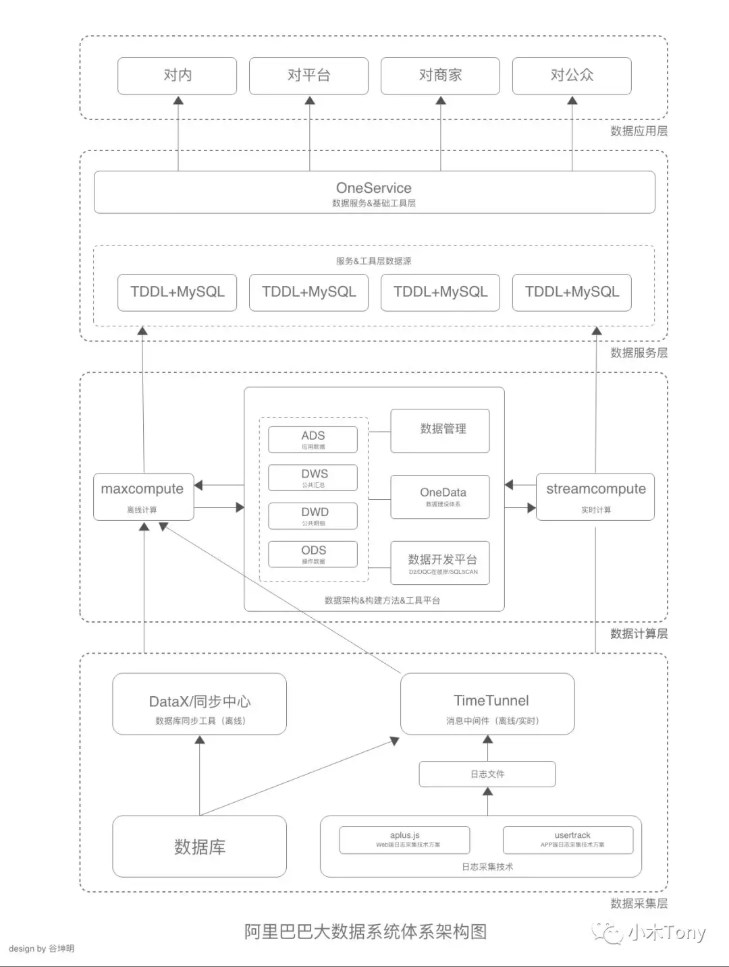 对内
对平台
对商家
对公众
数据应用层
OneService
数据服务&基础工具层
服务&工具层数据源
TDDL+MySQL
TDDL+MySQL
TDDL+MySQL
TDDL+MySQL
数据服务层
maxcompute
离线计算
ADS
应用数据
DWS
公共汇总
DWD
公共明细
ODS
操作数据
数据管理
OneData
数据建设体系
数据开发平台
数据架构&构建方法&工具平台
streamcompute
实时计算
数据计算层
DataX/同步中心
数据库同步工具（离线）
TimeTunnel
消息中间件（离线/实时）
日志文件
数据库
aplus.js
Web端日志采集技术方案
usertrack
APP端日志采集技术方案
日志采集技术
数据采集层
阿里巴巴大数据系统体系架构图
小木Tony
design by 谷坤明